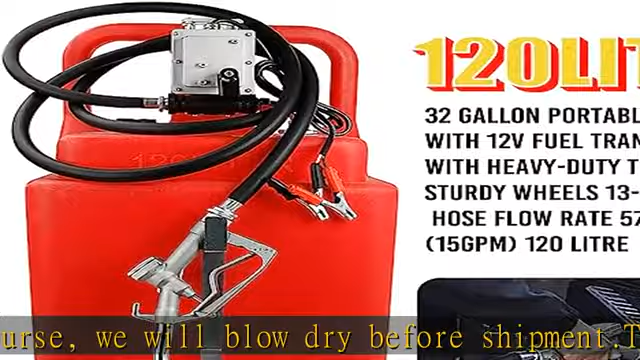 120LIT
32 GALLON PORTABL
WITH 12V FUEL TRAN
WITH HEAVY-DUTY T
STURDY WHEELS 13-
HOSE FLOW RATE 57
(15GPM) 120 LITRE
urse, we will blow dry before shipment.T